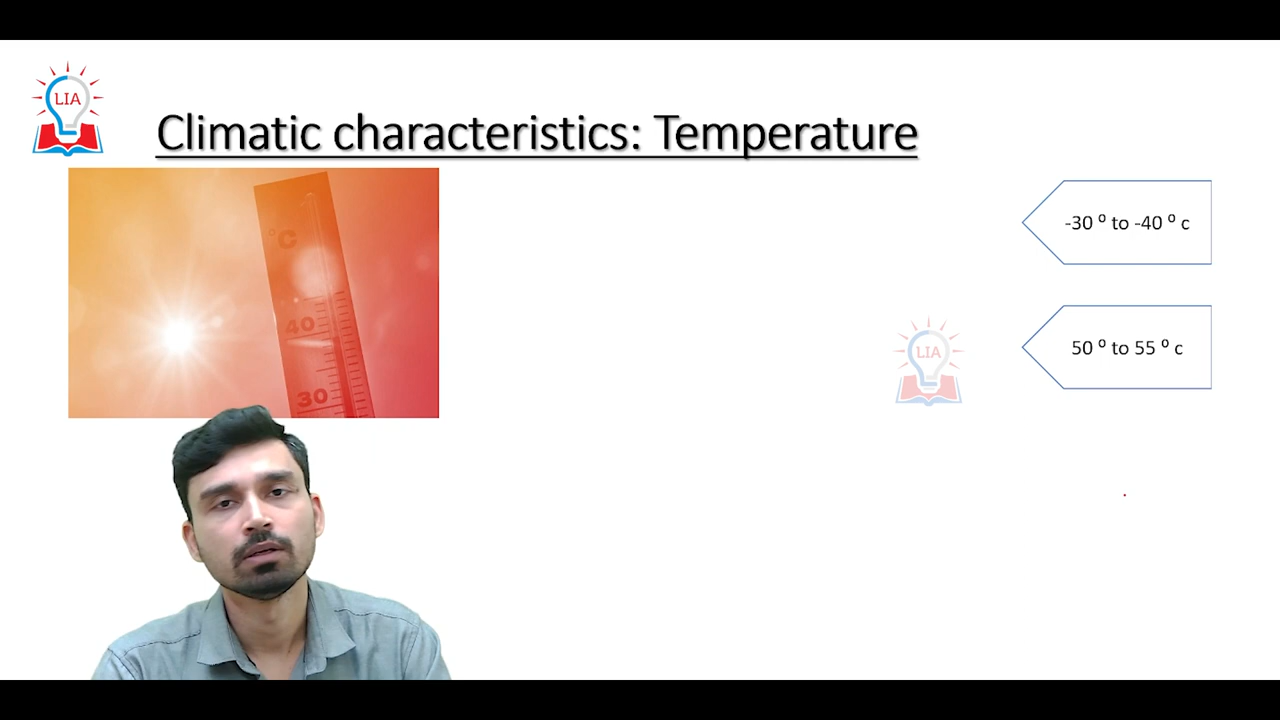 LIA
Climatic characteristics: Temperature
°C
40
30
-30 º to -40 º c
LIA
50 º to 55 º c